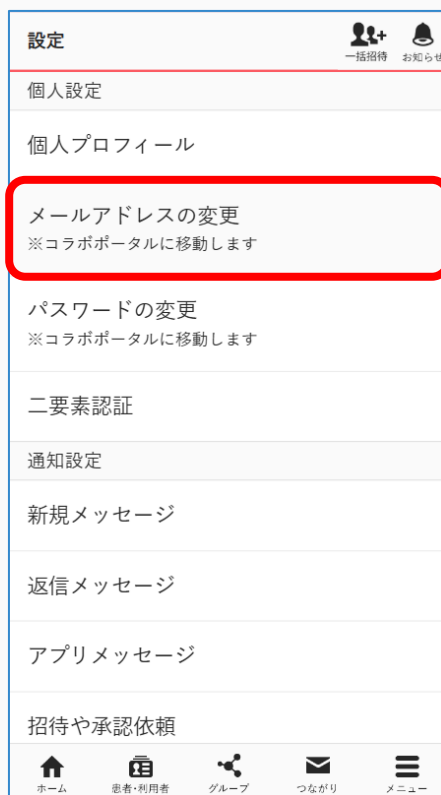 設定
一括招待
お知らせ
個人設定
個人プロフィール
メールアドレスの変更
※コラボポータルに移動します
パスワードの変更
※コラボポータルに移動します
二要素認証
通知設定
新規メッセージ
返信メッセージ
アプリメッセージ
招待や承認依頼
ホーム
患者・利用者
グループ
つながり
メニュー